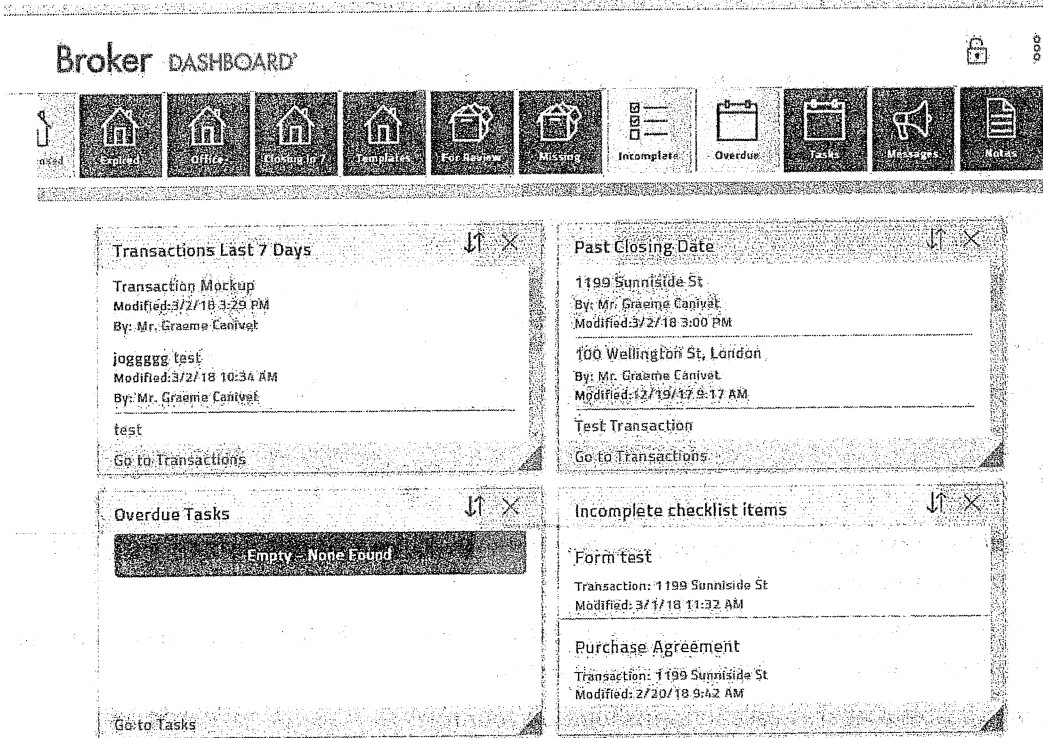 Broker DASHBOARD®
Expired
Office
Closing in 7
Templates
For Review
Missing
Incomplete
Overdue
Tasks
Messages
Notes
Transactions Last 7 Days
Transaction Mockup
Modified:3/2/18 3:29 PM
By: Mr. Graeme Canivet
joggggg test
Modified:3/2/18 10:34 AM
By: Mr. Graeme Canivet
test
Go to Transactions
Past Closing Date
1199 Sunniside St
By: Mr. Graeme Canivet
Modified:3/2/18 3:00 PM
100 Wellington St, London
By: Mr. Graeme Canivet
Modified:12/19/17 9:17 AM
Test Transaction
Go to Transactions
Overdue Tasks
Empty - None Found
Go to Tasks
Incomplete checklist items
Form test
Transaction: 1199 Sunniside St
Modified: 3/1/18 11:32 AM
Purchase Agreement
Transaction: 1199 Sunniside St
Modified: 2/20/18 9:42 AM